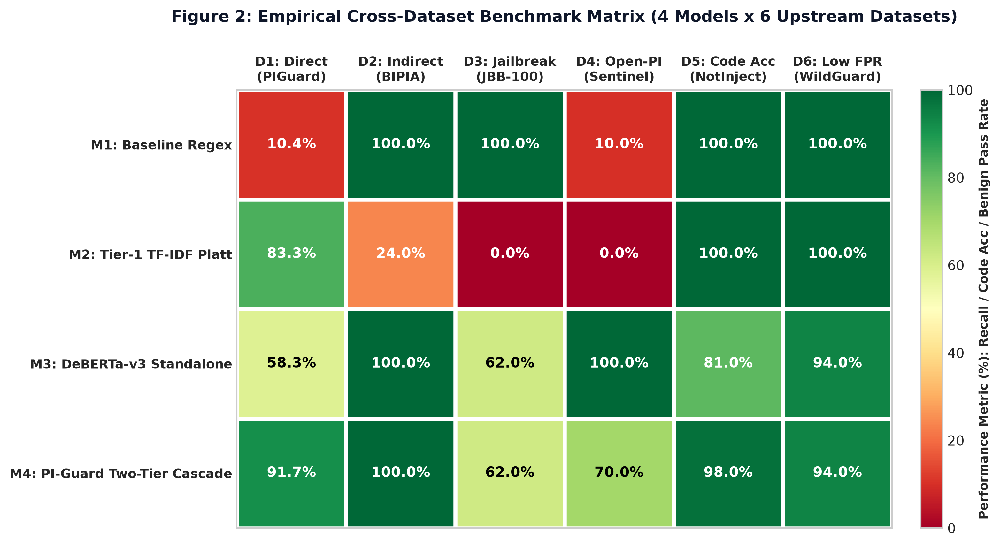 Figure 2: Empirical Cross-Dataset Benchmark Matrix (4 Models x 6 Upstream Datasets)
D1: Direct
(PIGuard)
D2: Indirect
(BIPIA)
D3: Jailbreak
(JBB-100)
D4: Open-PI
(Sentinel)
D5: Code Acc
(NotInject)
D6: Low FPR
(WildGuard)
M1: Baseline Regex
10.4%
100.0%
100.0%
10.0%
100.0%
100.0%
M2: Tier-1 TF-IDF Platt
83.3%
24.0%
0.0%
0.0%
100.0%
100.0%
M3: DeBERTa-v3 Standalone
58.3%
100.0%
62.0%
100.0%
81.0%
94.0%
M4: PI-Guard Two-Tier Cascade
91.7%
100.0%
62.0%
70.0%
98.0%
94.0%
100
80
60
40
20
0
Performance Metric (%): Recall / Code Acc / Benign Pass Rate